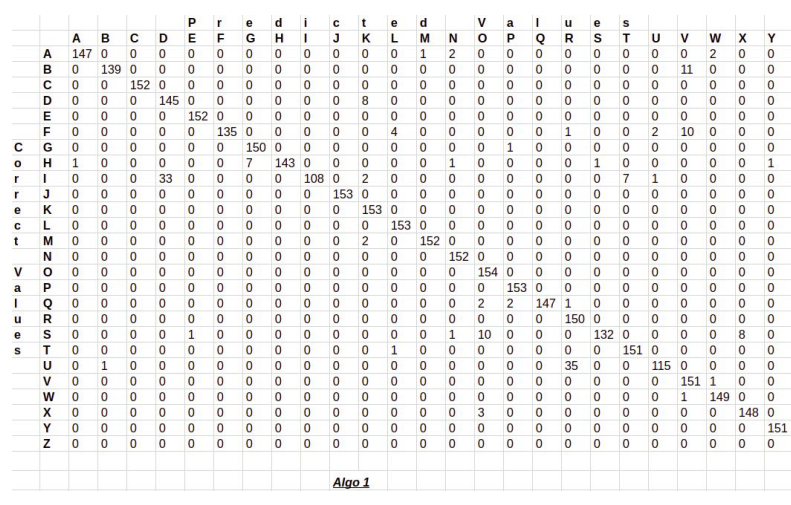 P r e d i c t e d V a l u e s
A B C D E F G H I J K L M N O P Q R S T U V W X Y
A 147 0 0 0 0 0 0 0 0 0 0 0 1 2 0 0 0 0 0 0 0 0 2 0 0
B 0 139 0 0 0 0 0 0 0 0 0 0 0 0 0 0 0 0 0 0 0 11 0 0 0
C 0 0 152 0 0 0 0 0 0 0 0 0 0 0 0 0 0 0 0 0 0 0 0 0 0
D 0 0 0 145 0 0 0 0 0 0 8 0 0 0 0 0 0 0 0 0 0 0 0 0 0
E 0 0 0 0 152 0 0 0 0 0 0 0 0 0 0 0 0 0 0 0 0 0 0 0 0
F 0 0 0 0 0 135 0 0 0 0 0 4 0 0 0 0 0 1 0 0 2 10 0 0 0
C G 0 0 0 0 0 0 150 0 0 0 0 0 0 0 0 1 0 0 0 0 0 0 0 0 0
o H 1 0 0 0 0 0 7 143 0 0 0 0 0 1 0 0 0 0 1 0 0 0 0 0 1
r I 0 0 0 33 0 0 0 0 108 0 2 0 0 0 0 0 0 0 0 7 1 0 0 0 0
r J 0 0 0 0 0 0 0 0 0 153 0 0 0 0 0 0 0 0 0 0 0 0 0 0 0
e K 0 0 0 0 0 0 0 0 0 0 153 0 0 0 0 0 0 0 0 0 0 0 0 0 0
c L 0 0 0 0 0 0 0 0 0 0 0 153 0 0 0 0 0 0 0 0 0 0 0 0 0
t M 0 0 0 0 0 0 0 0 0 0 2 0 152 0 0 0 0 0 0 0 0 0 0 0 0
N 0 0 0 0 0 0 0 0 0 0 0 0 0 152 0 0 0 0 0 0 0 0 0 0 0
V O 0 0 0 0 0 0 0 0 0 0 0 0 0 0 154 0 0 0 0 0 0 0 0 0 0
a P 0 0 0 0 0 0 0 0 0 0 0 0 0 0 0 153 0 0 0 0 0 0 0 0 0
l Q 0 0 0 0 0 0 0 0 0 0 0 0 0 0 2 2 147 1 0 0 0 0 0 0 0
u R 0 0 0 0 0 0 0 0 0 0 0 0 0 0 0 0 0 150 0 0 0 0 0 0 0
e S 0 0 0 0 1 0 0 0 0 0 0 0 0 1 10 0 0 0 132 0 0 0 0 8 0
s T 0 0 0 0 0 0 0 0 0 0 0 1 0 0 0 0 0 0 0 151 0 0 0 0 0
U 0 1 0 0 0 0 0 0 0 0 0 0 0 0 0 0 0 35 0 0 115 0 0 0 0
V 0 0 0 0 0 0 0 0 0 0 0 0 0 0 0 0 0 0 0 0 0 151 1 0 0
W 0 0 0 0 0 0 0 0 0 0 0 0 0 0 0 0 0 0 0 0 0 1 149 0 0
X 0 0 0 0 0 0 0 0 0 0 0 0 0 0 3 0 0 0 0 0 0 0 0 148 0
Y 0 0 0 0 0 0 0 0 0 0 0 0 0 0 0 0 0 0 0 0 0 0 0 0 151
Z 0 0 0 0 0 0 0 0 0 0 0 0 0 0 0 0 0 0 0 0 0 0 0 0 0
Algo 1